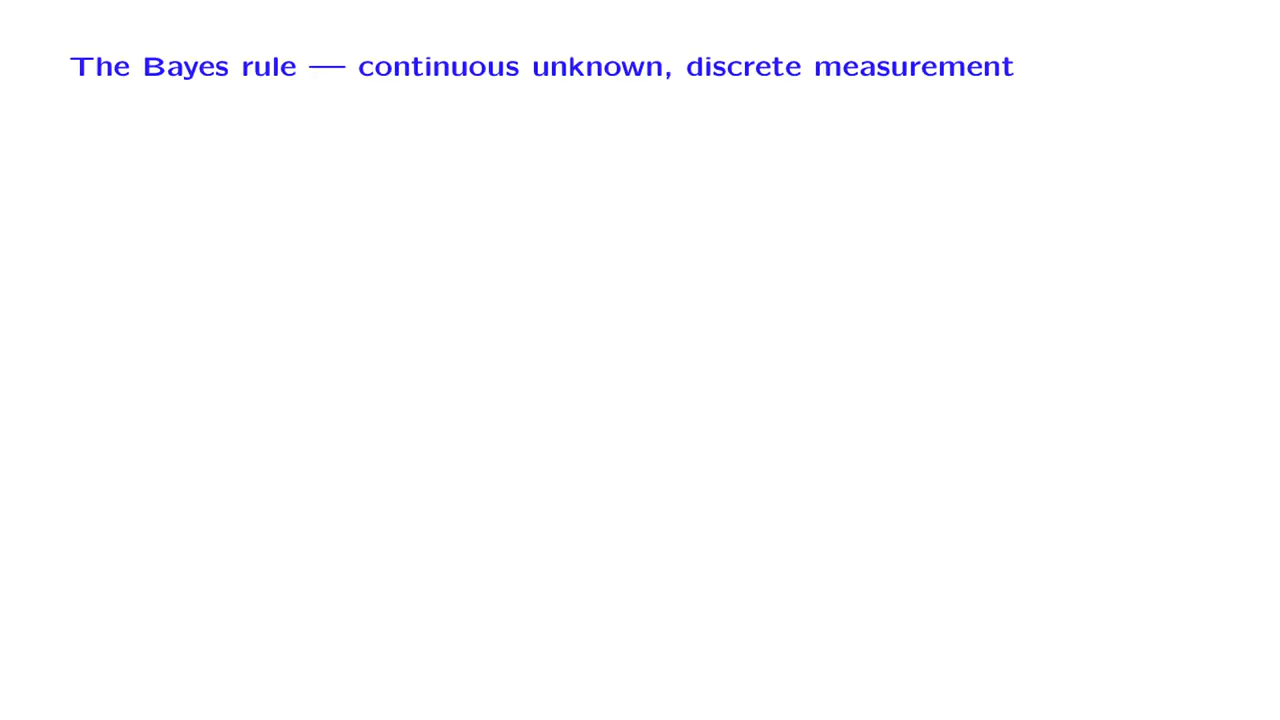 The Bayes rule — continuous unknown, discrete measurement